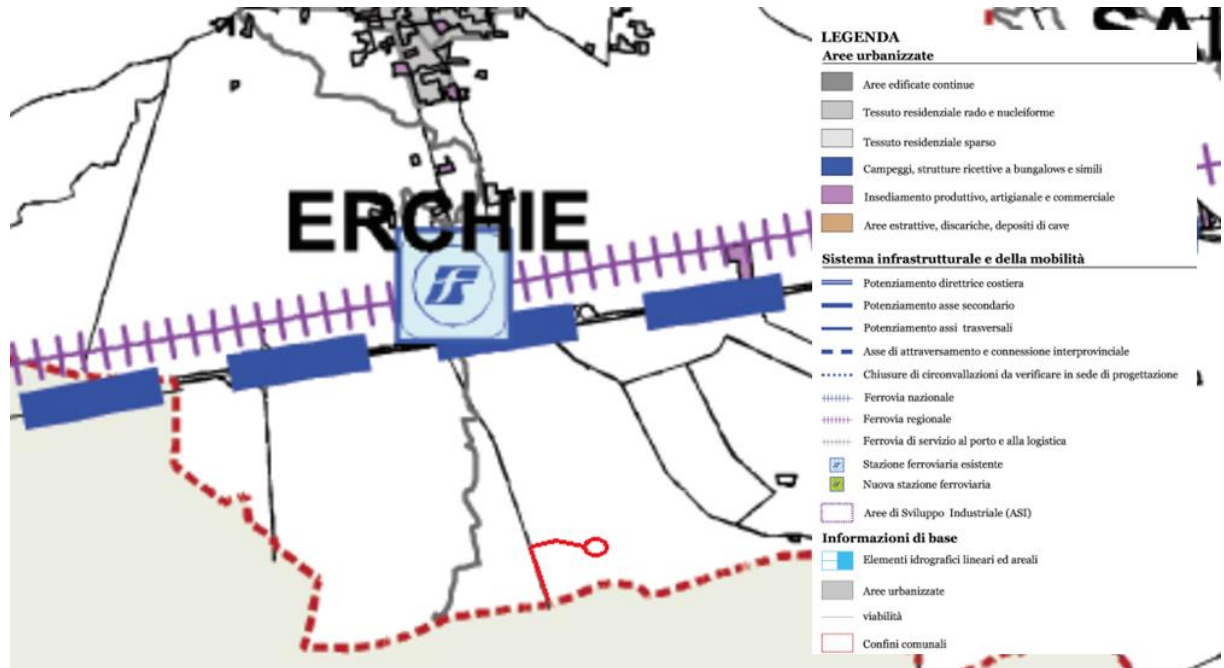 ERCHIE
LEGENDA
Aree urbanizzate
Aree edificate continue
Tessuto residenziale rado e nucleiforme
Tessuto residenziale sparso
Campeggi, strutture ricettive a bungalows e simili
Insediamento produttivo, artigianale e commerciale
Aree estrattive, discariche, depositi di cave
Sistema infrastrutturale e della mobilità
Potenziamento direttrice costiera
Potenziamento asse secondario
Potenziamento assi trasversali
Asse di attraversamento e connessione interprovinciale
Chiusure di circonvallazioni da verificare in sede di progettazione
Ferrovia nazionale
Ferrovia regionale
Ferrovia di servizio al porto e alla logistica
Stazione ferroviaria esistente
Nuova stazione ferroviaria
Aree di Sviluppo Industriale (ASI)
Informazioni di base
Elementi idrografici lineari ed areali
Aree urbanizzate
viabilità
Confini comunali